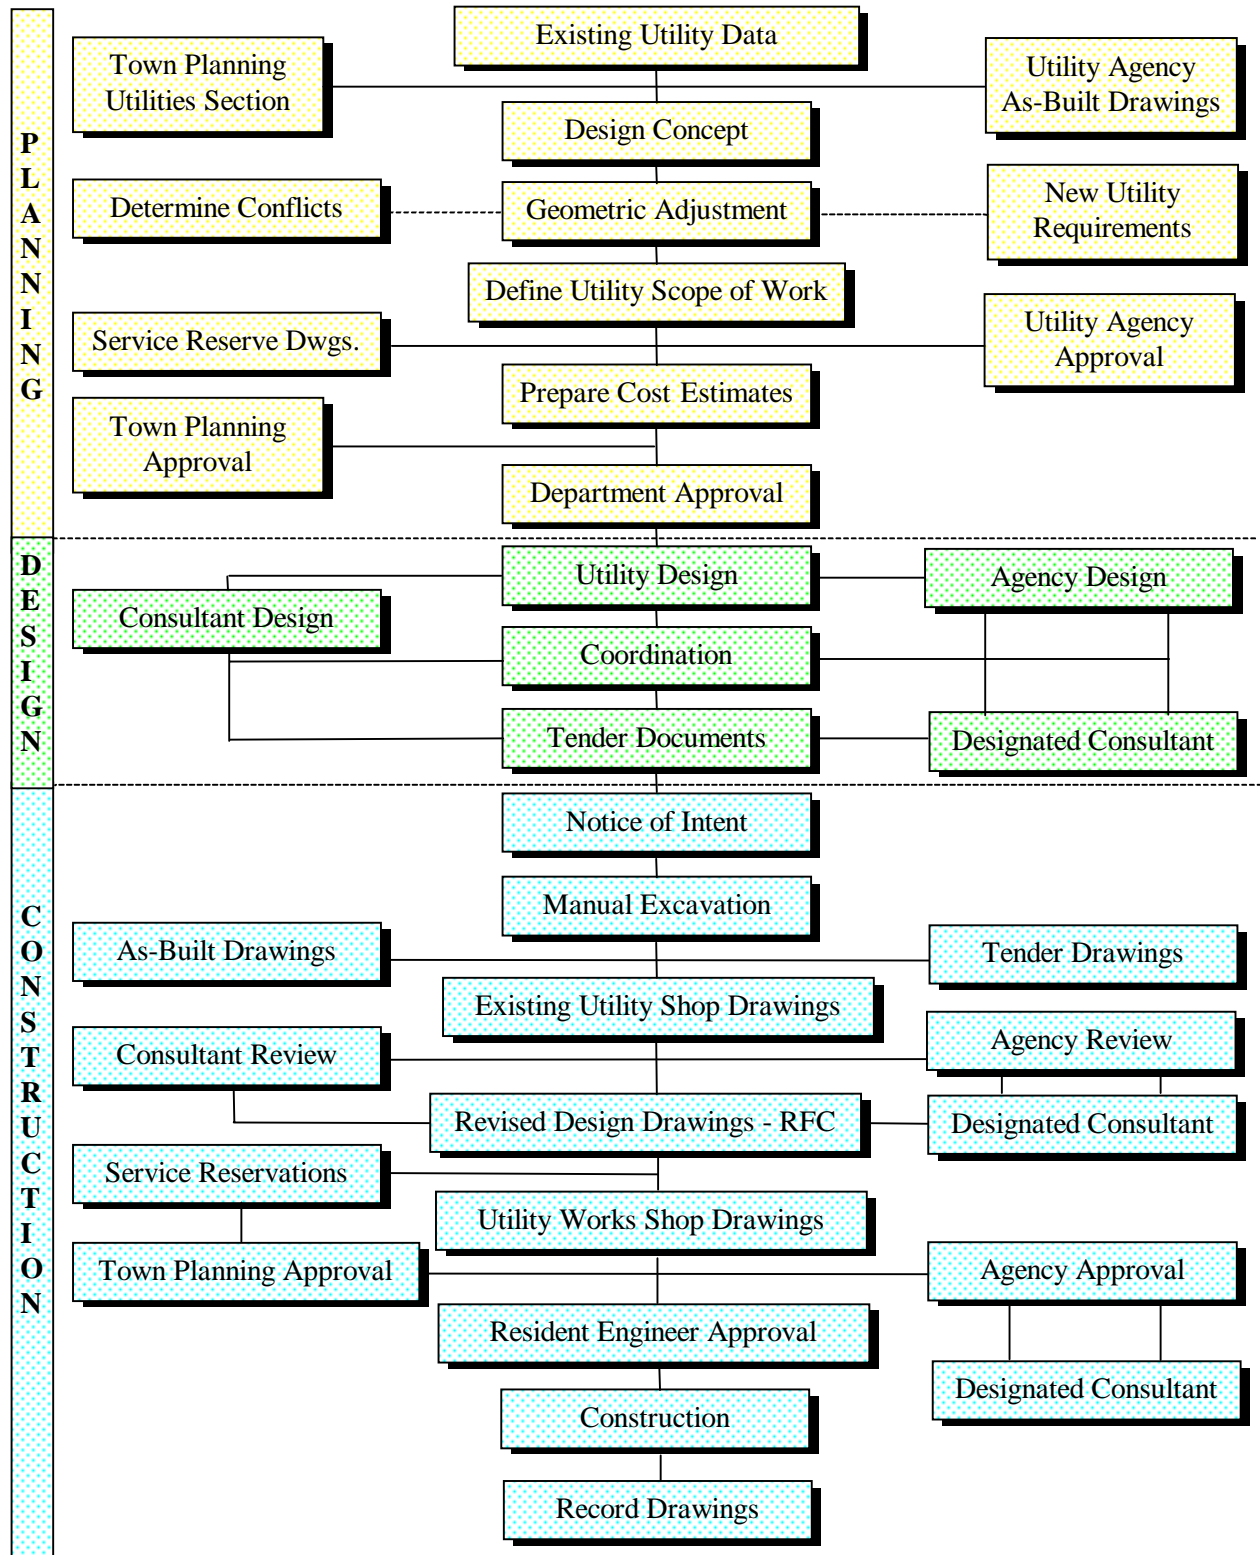 PLANNING
Existing Utility Data
Town Planning
Utilities Section
Utility Agency
As-Built Drawings
Design Concept
Determine Conflicts
Geometric Adjustment
New Utility
Requirements
Define Utility Scope of Work
Service Reserve Dwgs.
Utility Agency
Approval
Prepare Cost Estimates
Town Planning
Approval
Department Approval
DESIGN
Utility Design
Agency Design
Consultant Design
Coordination
Tender Documents
Designated Consultant
CONSTRUCTION
Notice of Intent
Manual Excavation
As-Built Drawings
Tender Drawings
Existing Utility Shop Drawings
Consultant Review
Agency Review
Revised Design Drawings - RFC
Designated Consultant
Service Reservations
Utility Works Shop Drawings
Town Planning Approval
Agency Approval
Resident Engineer Approval
Designated Consultant
Construction
Record Drawings